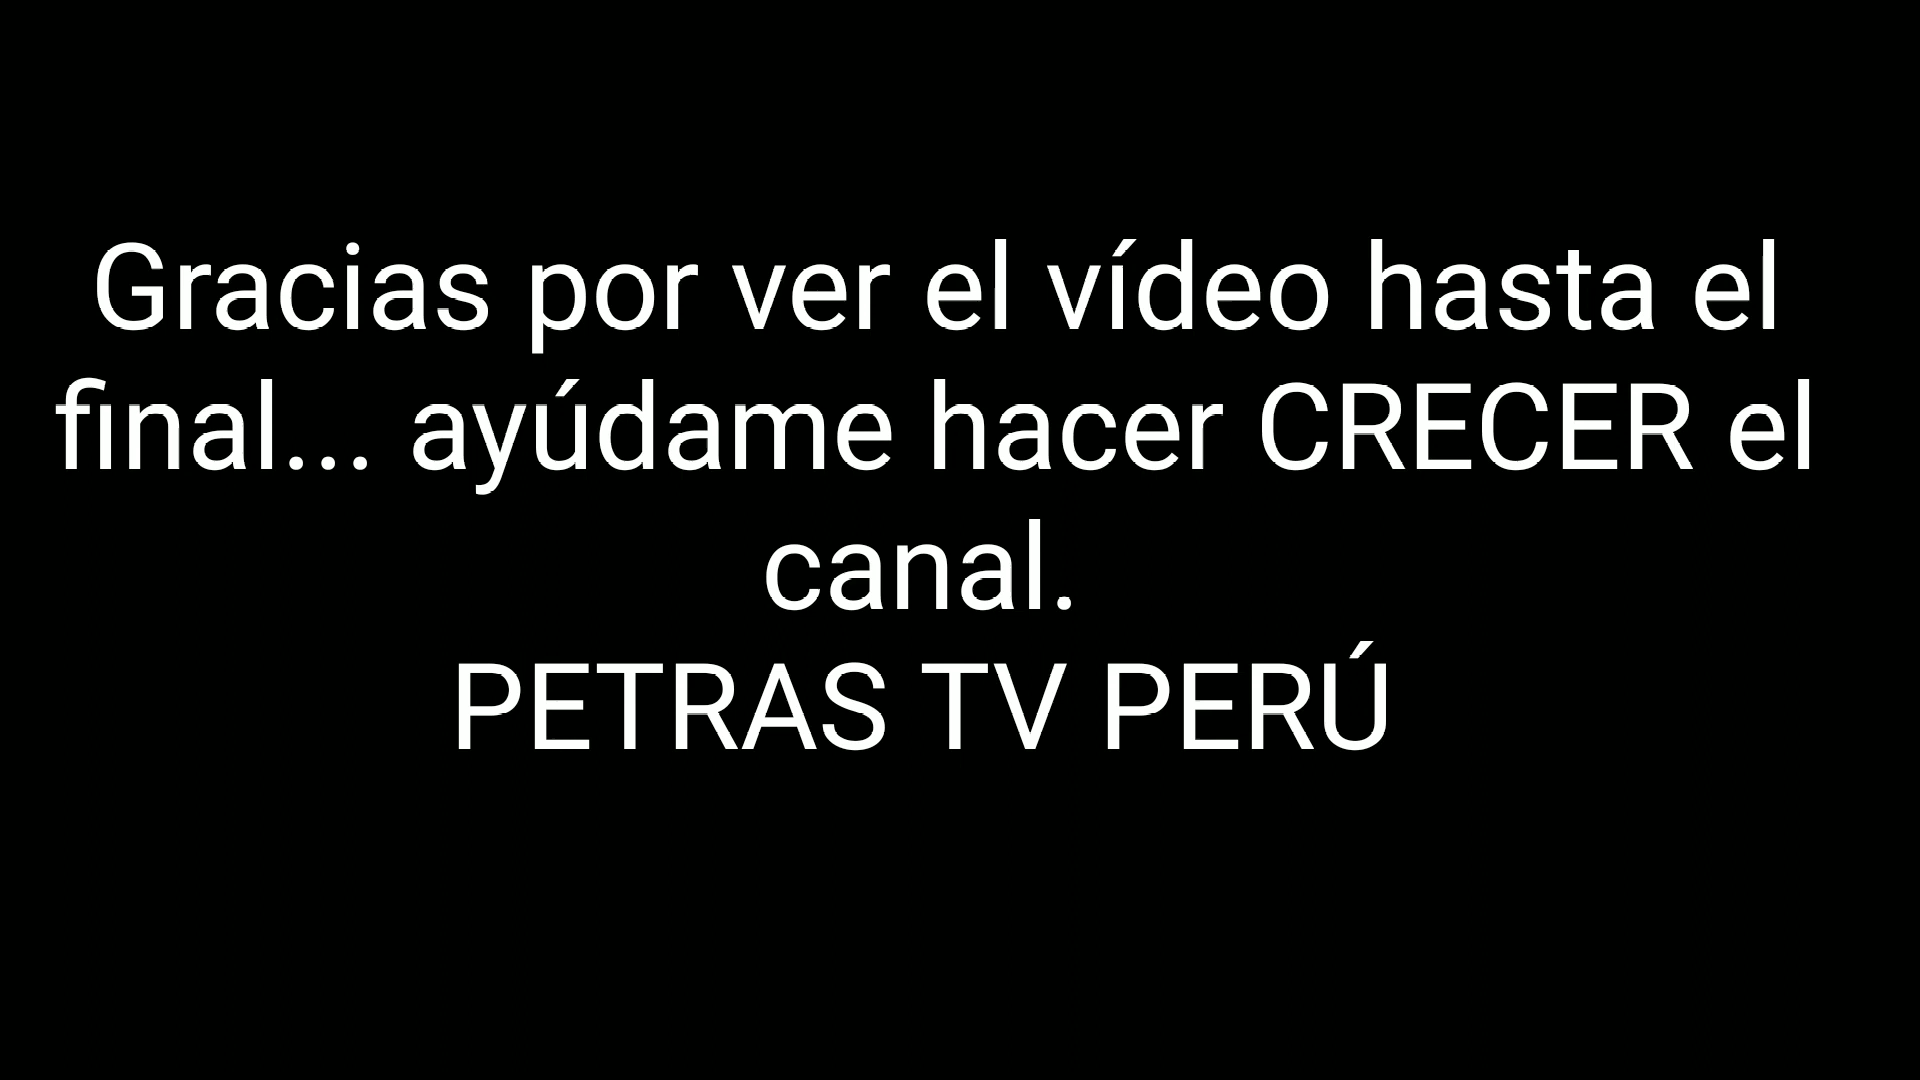 Gracias por ver el vídeo hasta el
final... ayúdame hacer CRECER el
canal.
PETRAS TV PERÚ